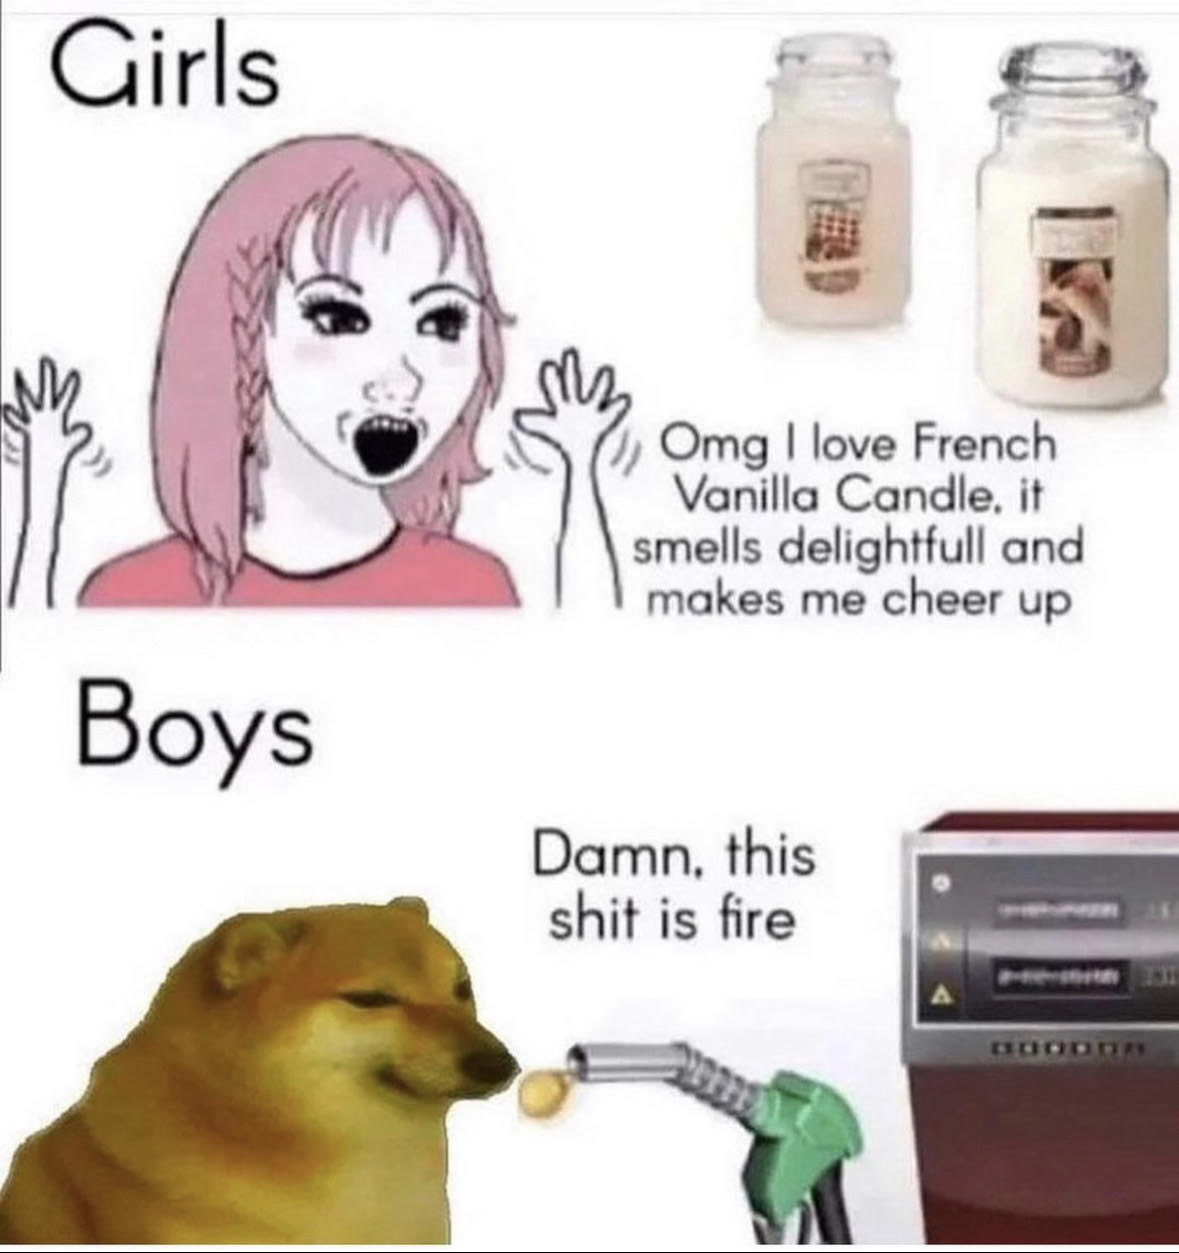 Girls
Omg I love French
Vanilla Candle, it
smells delightfull and
makes me cheer up
Boys
Damn, this
shit is fire